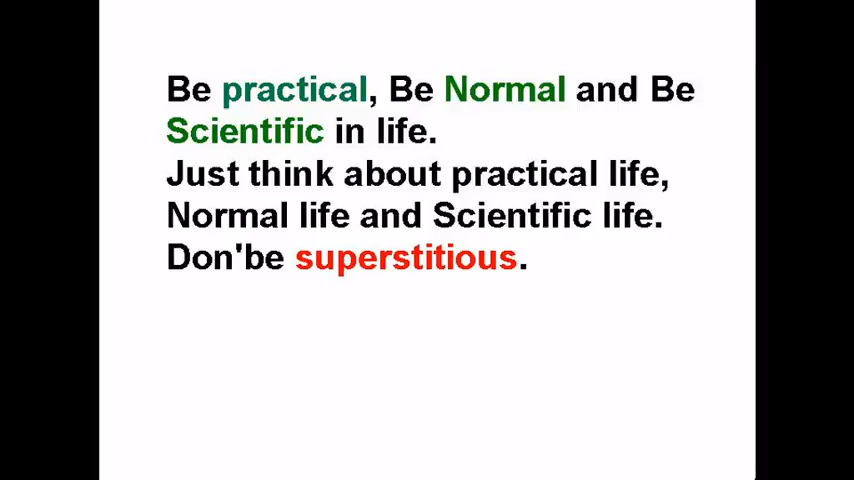 Be practical, Be Normal and Be
Scientific in life.
Just think about practical life,
Normal life and Scientific life.
Don'be superstitious.